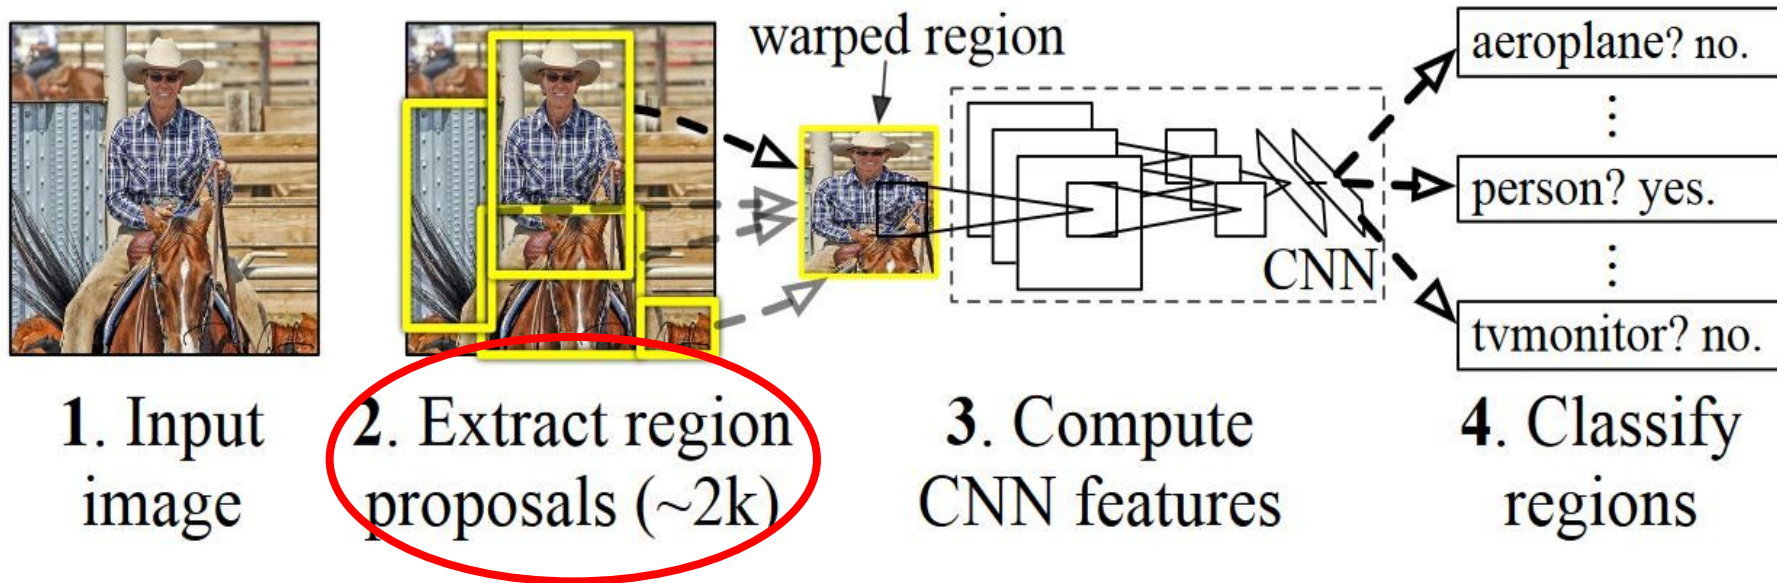 warped region
aeroplane? no.
⋮
person? yes.
⋮
tvmonitor? no.
CNN
1. Input
image
2. Extract region
proposals (~2k)
3. Compute
CNN features
4. Classify
regions